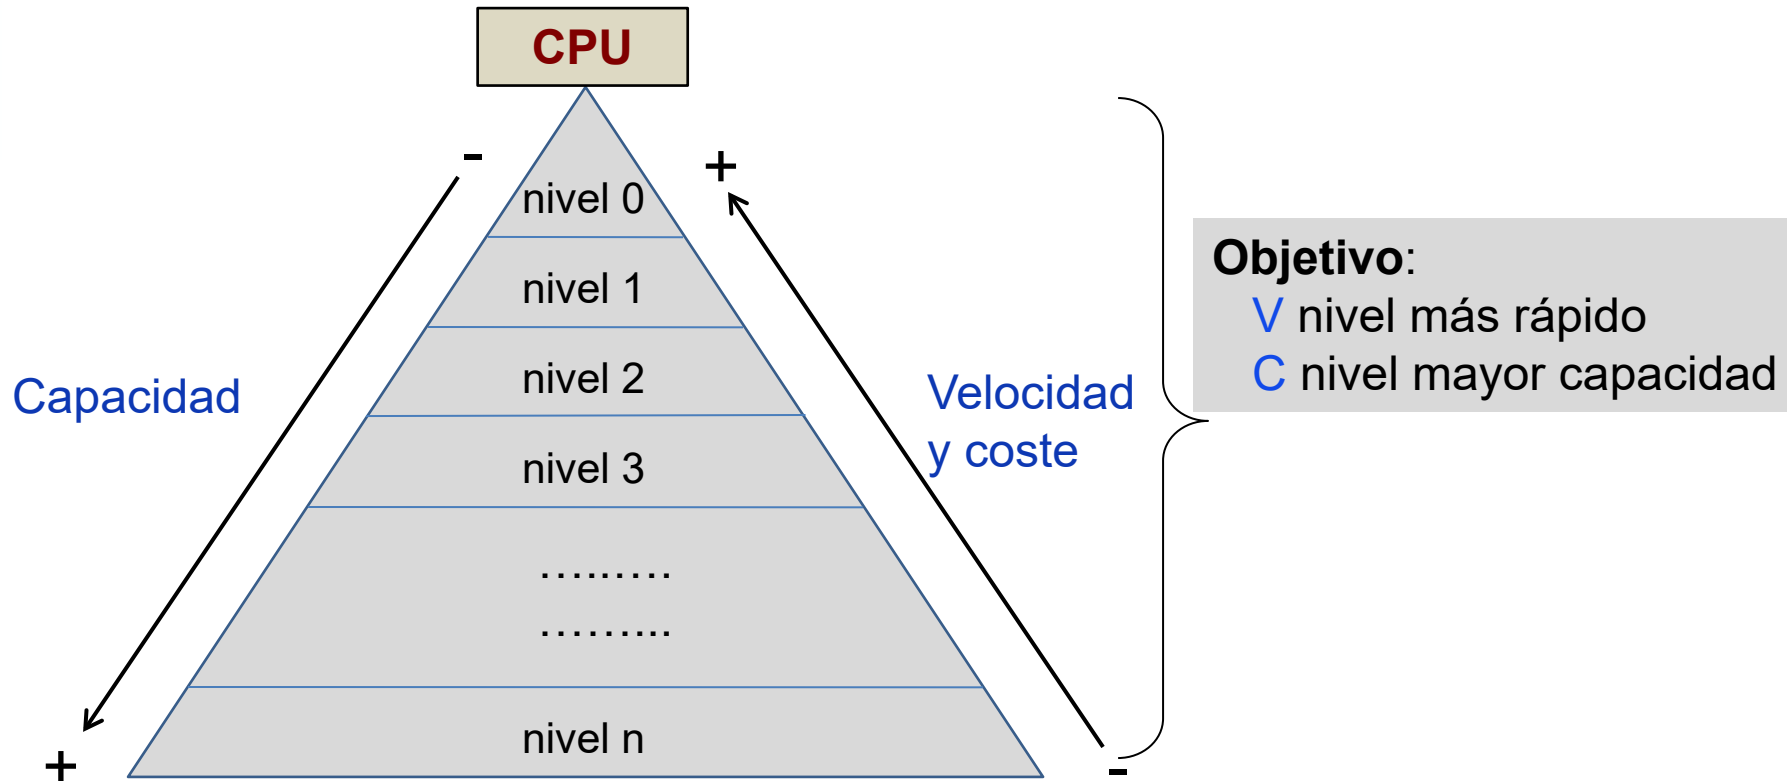 CPU
-
+
nivel 0
nivel 1
nivel 2
nivel 3
…..….
……...
nivel n
Capacidad
+
Velocidad
y coste
-
Objetivo:
V nivel más rápido
C nivel mayor capacidad